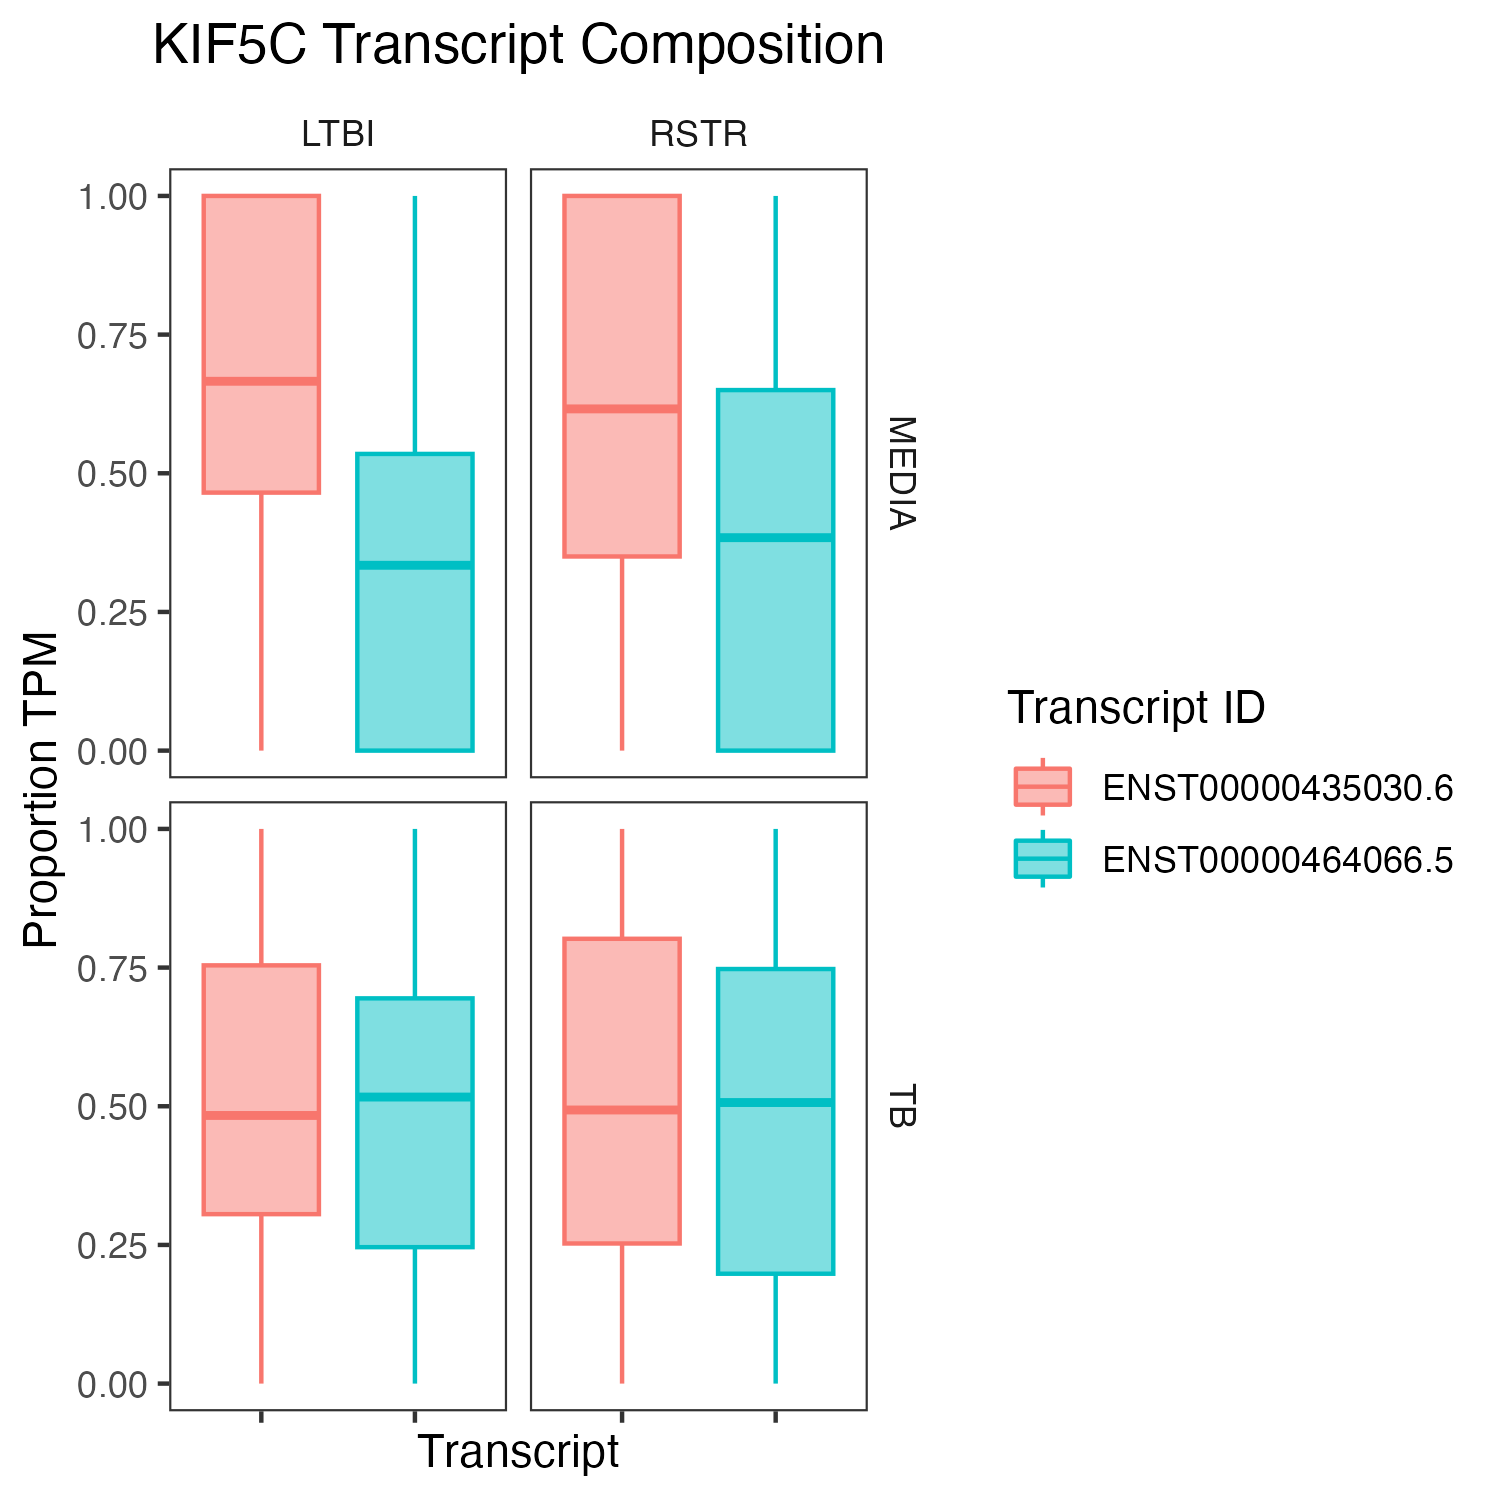 KIF5C Transcript Composition
LTBI
RSTR
1.00
0.75
0.50
0.25
0.00
MEDIA
1.00
0.75
0.50
0.25
0.00
TB
Proportion TPM
Transcript
Transcript ID
ENST00000435030.6
ENST00000464066.5